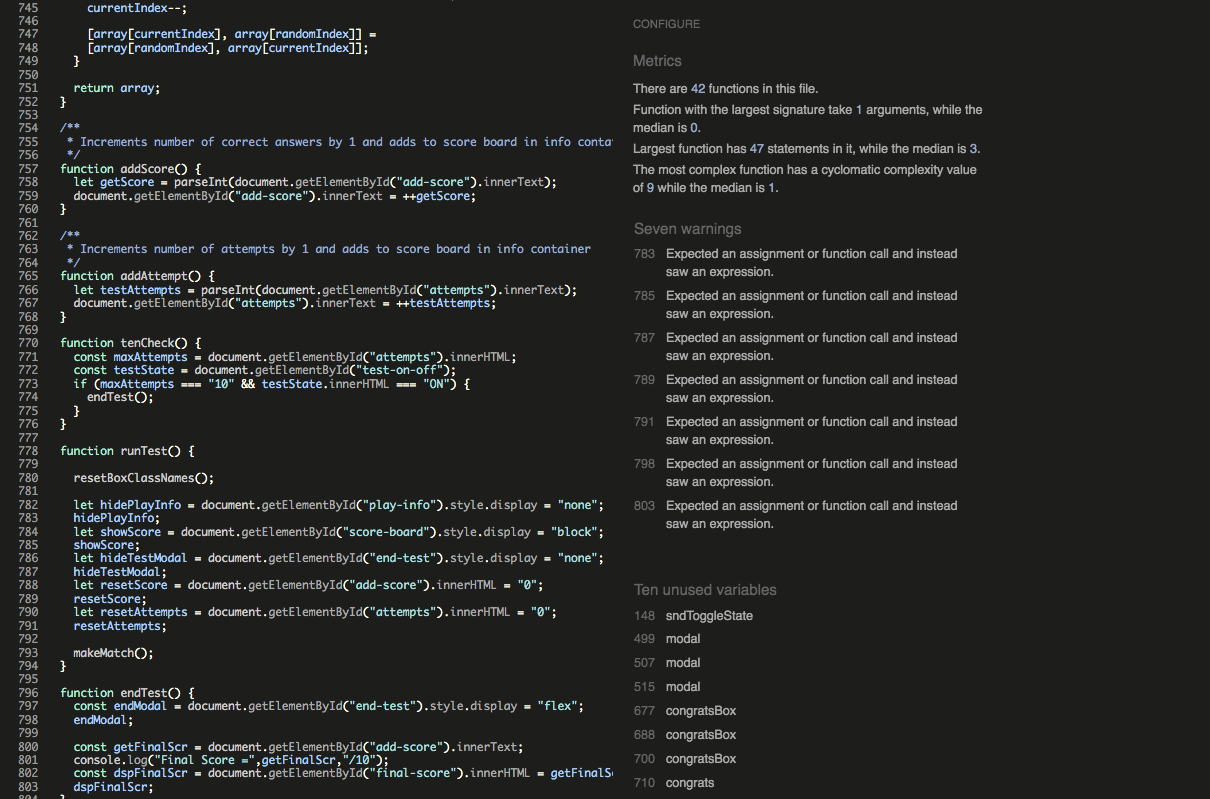 745 currentIndex--;
746
747 [array[currentIndex], array[randomIndex]] =
748 [array[randomIndex], array[currentIndex]];
749 }
750
751 return array;
752 }
753
754 /**
755 * Increments number of correct answers by 1 and adds to score board in info conta
756 */
757 function addScore() {
758 let getScore = parseInt(document.getElementById("add-score").innerText);
759 document.getElementById("add-score").innerText = ++getScore;
760 }
761
762 /**
763 * Increments number of attempts by 1 and adds to score board in info container
764 */
765 function addAttempt() {
766 let testAttempts = parseInt(document.getElementById("attempts").innerText);
767 document.getElementById("attempts").innerText = ++testAttempts;
768 }
769
770 function tenCheck() {
771 const maxAttempts = document.getElementById("attempts").innerHTML;
772 const testState = document.getElementById("test-on-off");
773 if (maxAttempts === "10" && testState.innerHTML === "ON") {
774 endTest();
775 }
776 }
777
778 function runTest() {
779
780 resetBoxClassNames();
781
782 let hidePlayInfo = document.getElementById("play-info").style.display = "none";
783 hidePlayInfo;
784 let showScore = document.getElementById("score-board").style.display = "block";
785 showScore;
786 let hideTestModal = document.getElementById("end-test").style.display = "none";
787 hideTestModal;
788 let resetScore = document.getElementById("add-score").innerHTML = "0";
789 resetScore;
790 let resetAttempts = document.getElementById("attempts").innerHTML = "0";
791 resetAttempts;
792
793 makeMatch();
794 }
795
796 function endTest() {
797 const endModal = document.getElementById("end-test").style.display = "flex";
798 endModal;
799
800 const getFinalScr = document.getElementById("add-score").innerText;
801 console.log("Final Score =",getFinalScr,"/10");
802 const dspFinalScr = document.getElementById("final-score").innerHTML = getFinalS
803 dspFinalScr;
804 }
CONFIGURE
Metrics
There are 42 functions in this file.
Function with the largest signature take 1 arguments, while the
median is 0.
Largest function has 47 statements in it, while the median is 3.
The most complex function has a cyclomatic complexity value
of 9 while the median is 1.
Seven warnings
783 Expected an assignment or function call and instead
saw an expression.
785 Expected an assignment or function call and instead
saw an expression.
787 Expected an assignment or function call and instead
saw an expression.
789 Expected an assignment or function call and instead
saw an expression.
791 Expected an assignment or function call and instead
saw an expression.
798 Expected an assignment or function call and instead
saw an expression.
803 Expected an assignment or function call and instead
saw an expression.
Ten unused variables
148 sndToggleState
499 modal
507 modal
515 modal
677 congratsBox
688 congratsBox
700 congratsBox
710 congrats